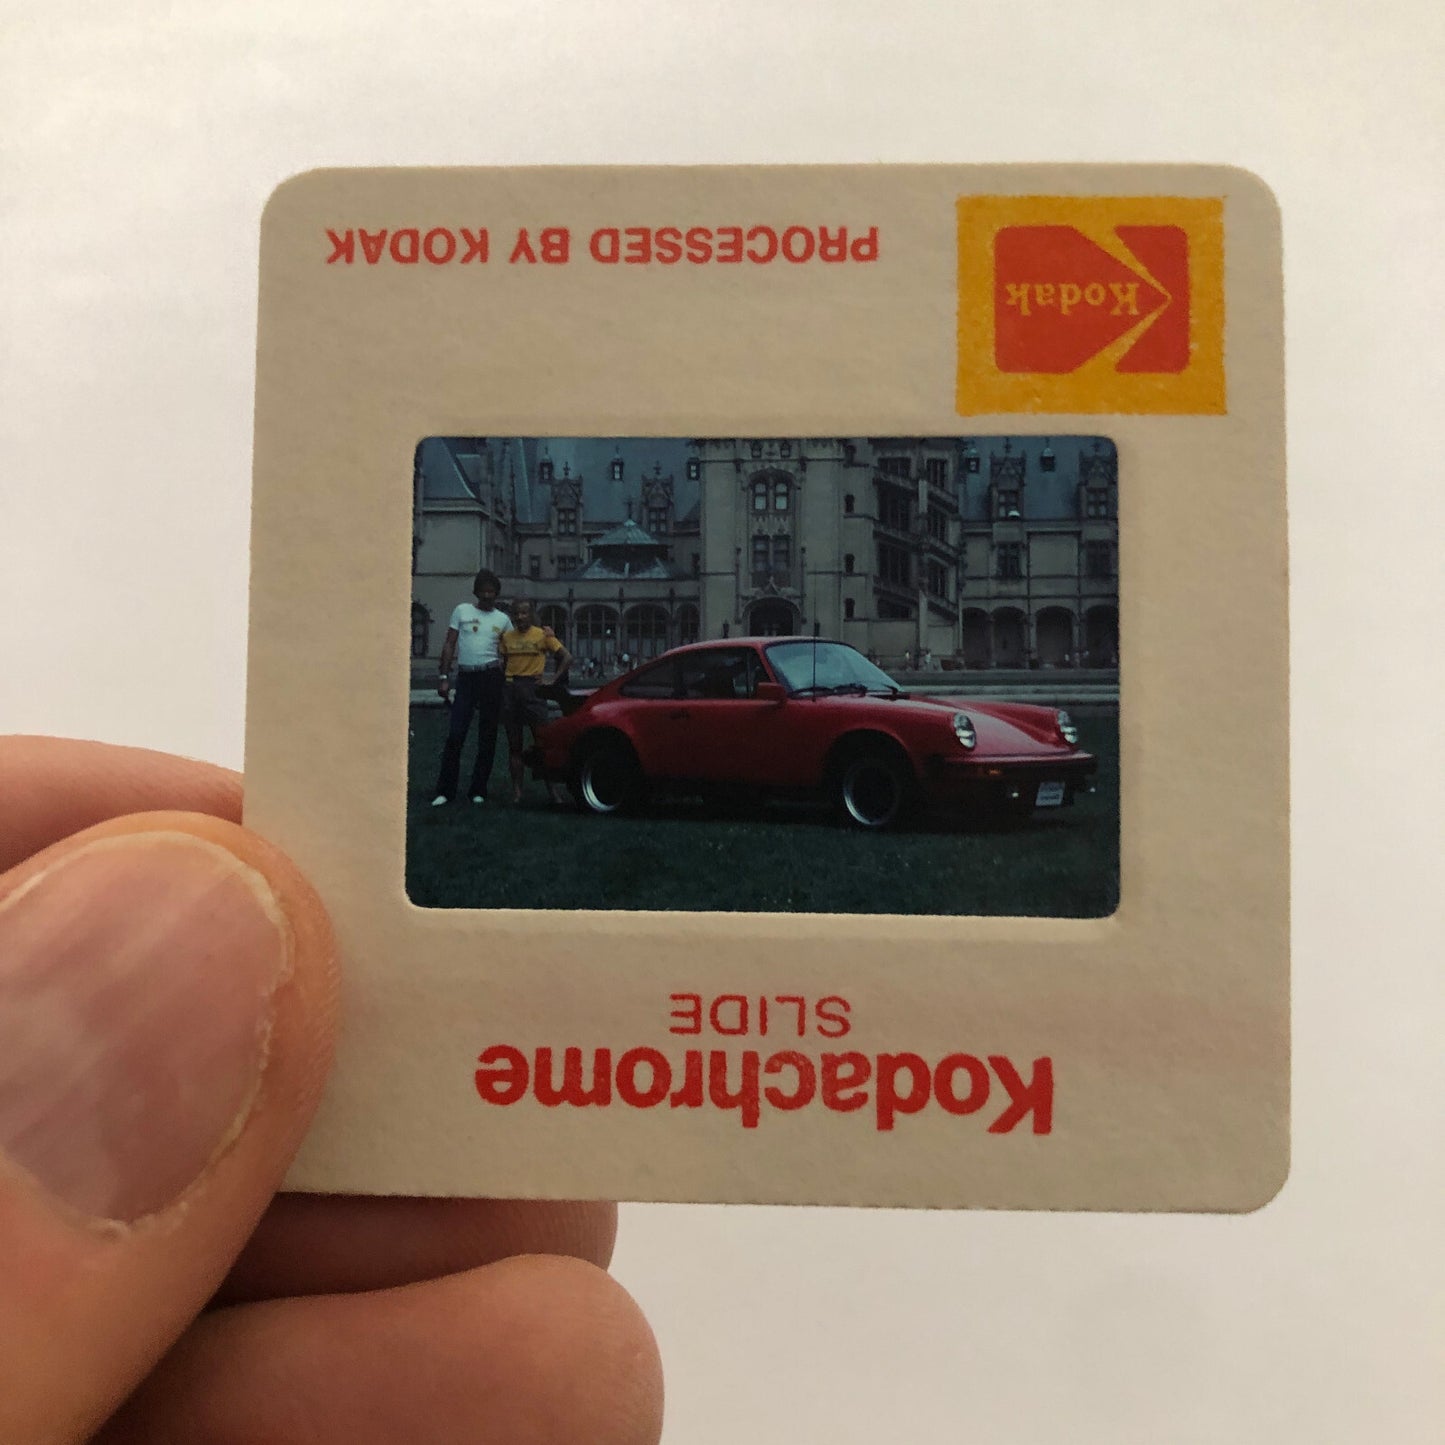 PROCESSED BY KODAK
Kodak
Kodachrome
SLIDE